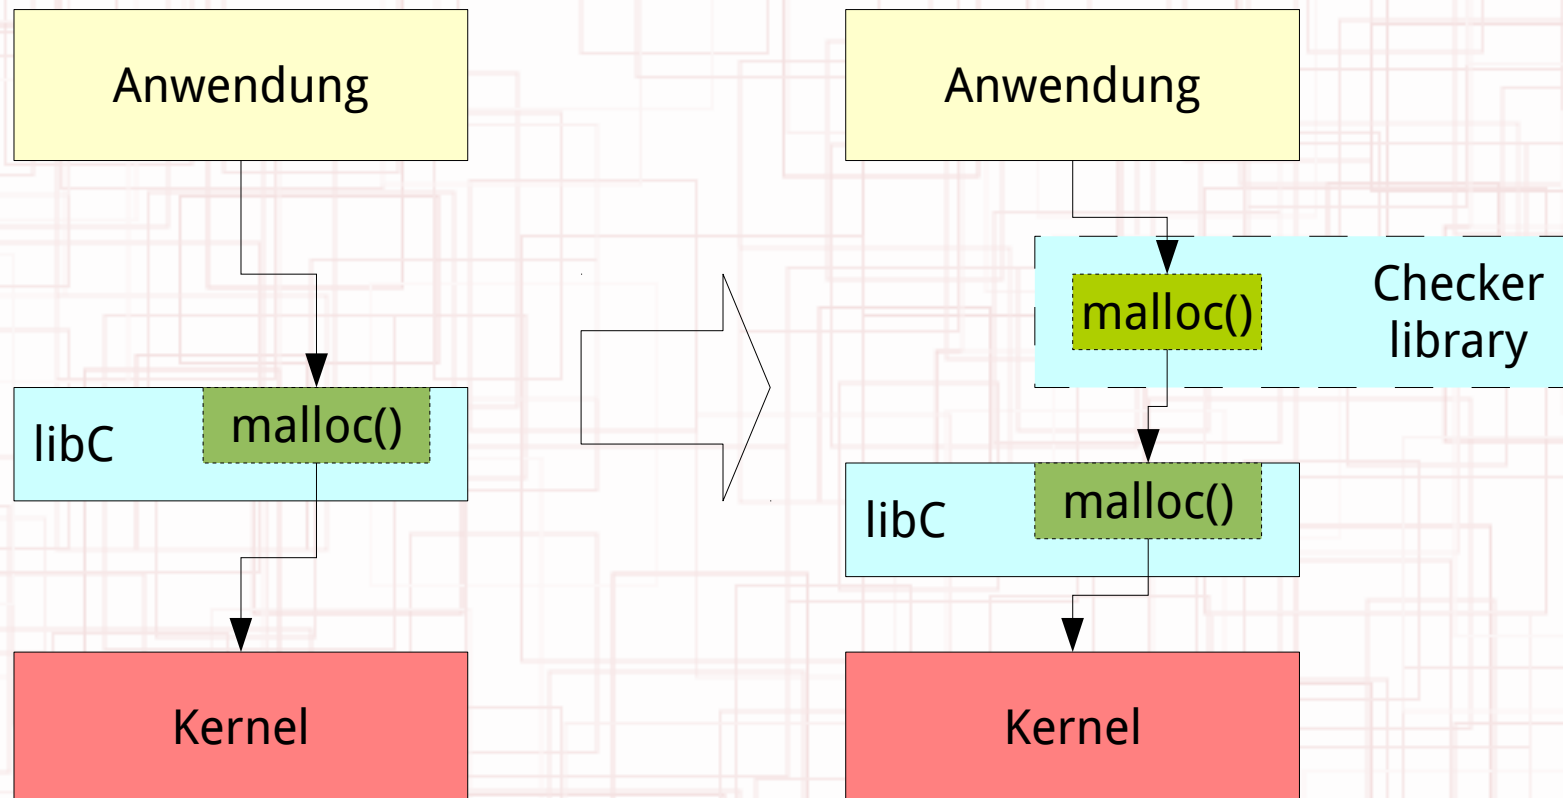 Anwendung
malloc()
libC
Kernel
Anwendung
malloc()
Checker
library
malloc()
libC
Kernel